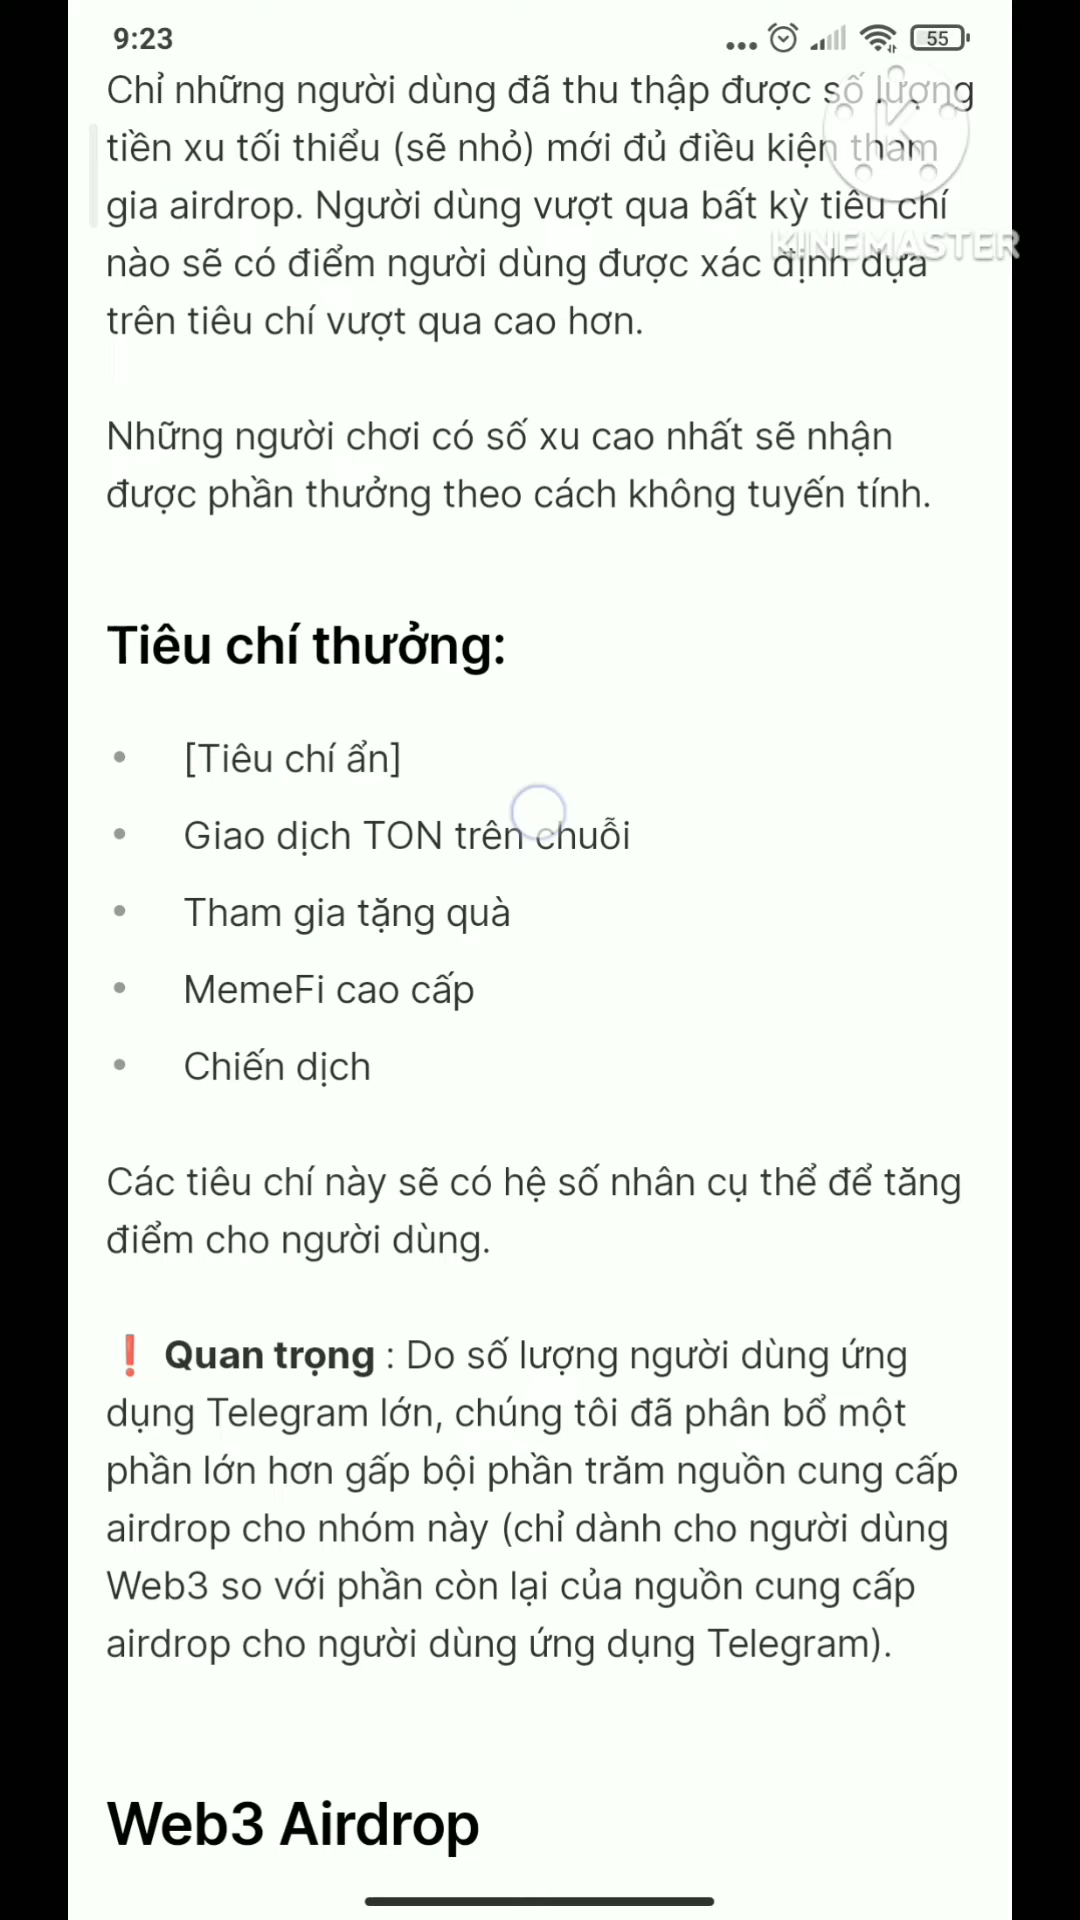 9:23
55
Chỉ những người dùng đã thu thập được số lượng
tiền xu tối thiểu (sẽ nhỏ) mới đủ điều kiện tham
gia airdrop. Người dùng vượt qua bất kỳ tiêu chí
KINEMASTER
nào sẽ có điểm người dùng được xác định dựa
trên tiêu chí vượt qua cao hơn.
Những người chơi có số xu cao nhất sẽ nhận
được phần thưởng theo cách không tuyến tính.
Tiêu chí thưởng:
[Tiêu chí ẩn]
Giao dịch TON trên chuỗi
Tham gia tặng quà
MemeFi cao cấp
Chiến dịch
Các tiêu chí này sẽ có hệ số nhân cụ thể để tăng
điểm cho người dùng.
❗ Quan trọng : Do số lượng người dùng ứng
dụng Telegram lớn, chúng tôi đã phân bổ một
phần lớn hơn gấp bội phần trăm nguồn cung cấp
airdrop cho nhóm này (chỉ dành cho người dùng
Web3 so với phần còn lại của nguồn cung cấp
airdrop cho người dùng ứng dụng Telegram).
Web3 Airdrop